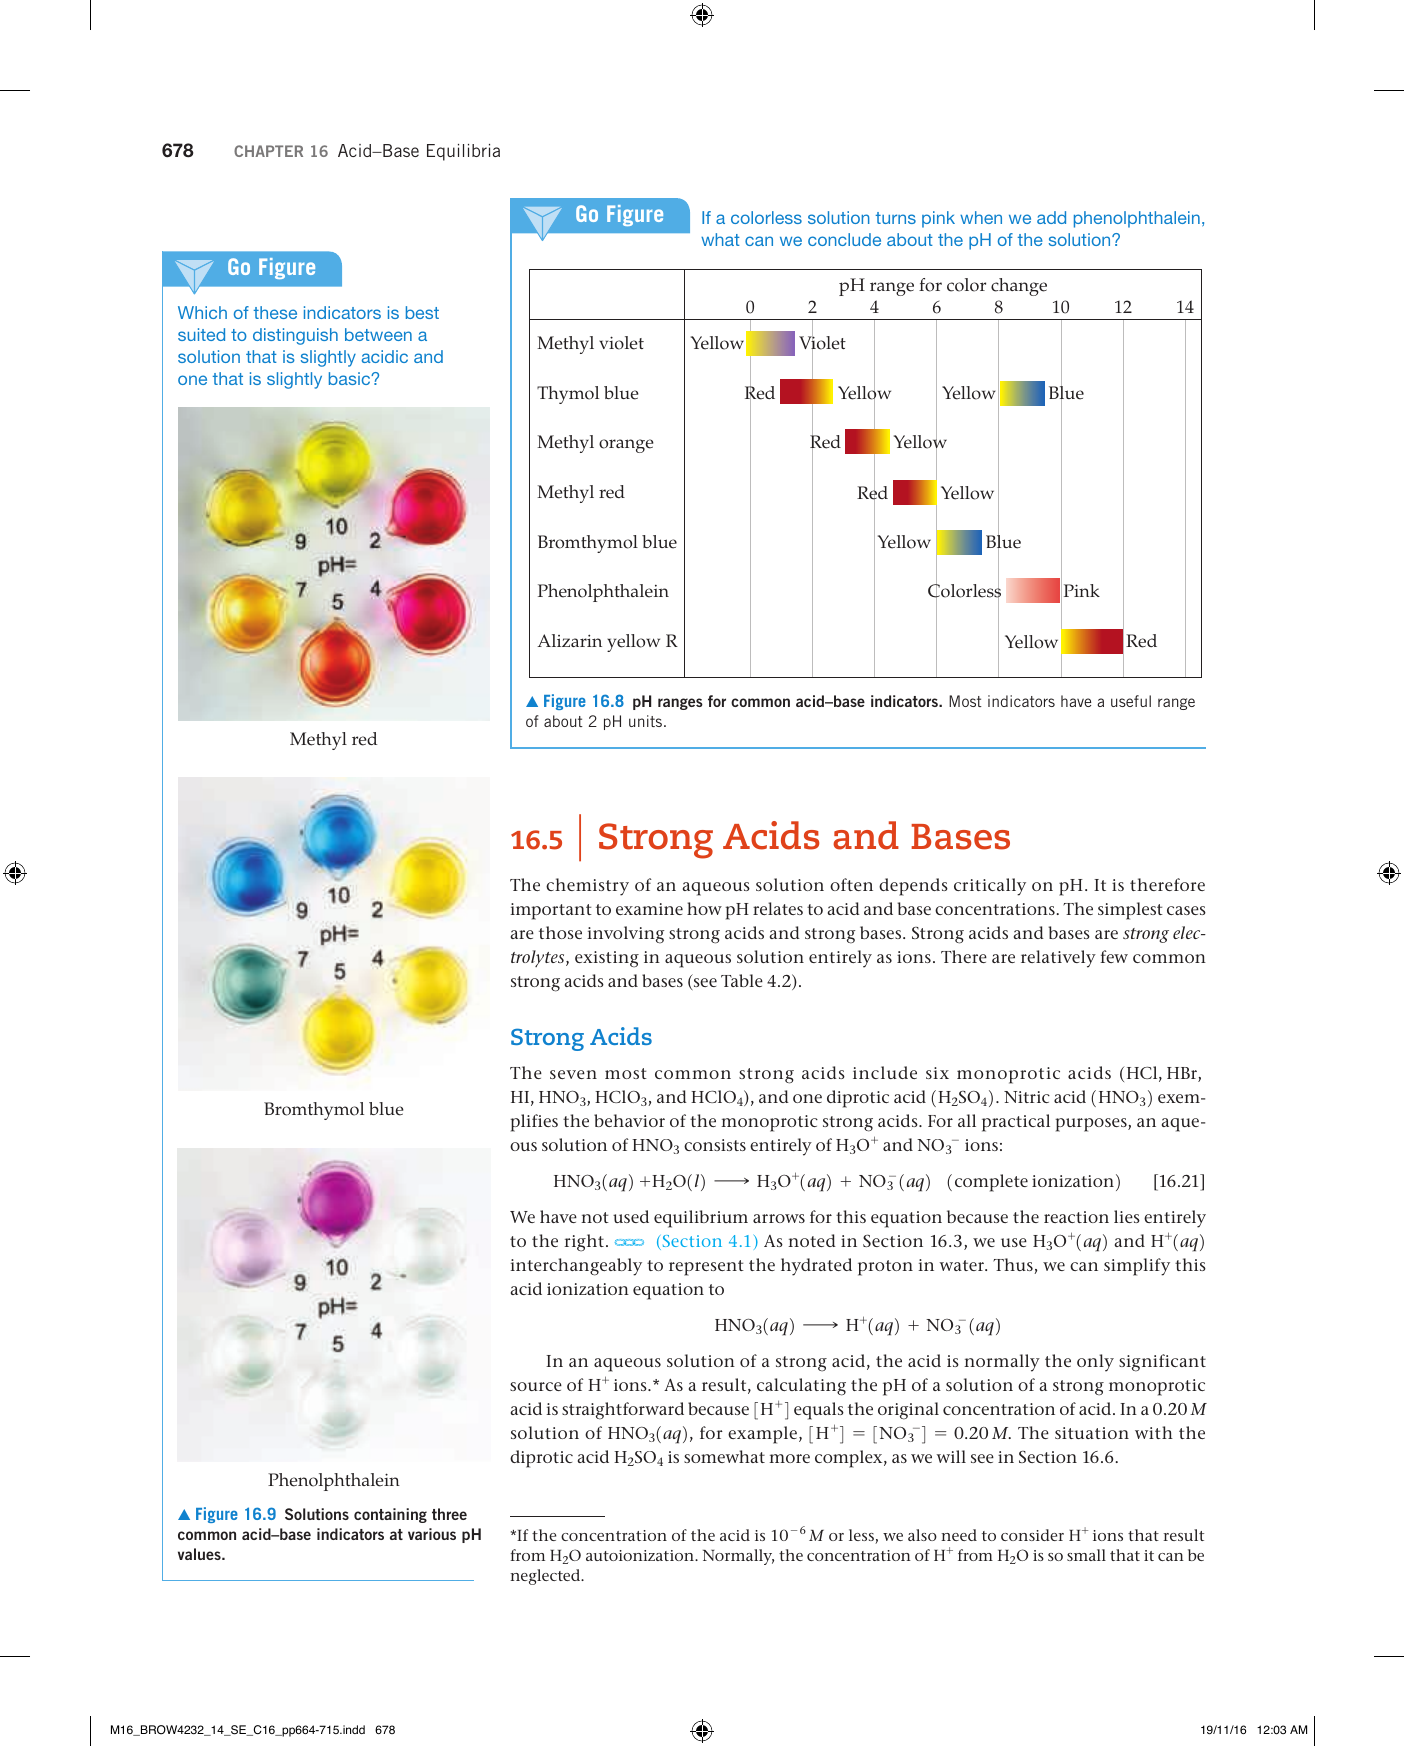 678 CHAPTER 16 Acid–Base Equilibria
Go Figure
Which of these indicators is best
suited to distinguish between a
solution that is slightly acidic and
one that is slightly basic?
10
9 2
pH=
7 4
5
Methyl red
10
9 2
pH=
7 4
5
Bromthymol blue
10
9 2
pH=
7 4
5
Phenolphthalein
▲ Figure 16.9 Solutions containing three
common acid–base indicators at various pH
values.
Go Figure
If a colorless solution turns pink when we add phenolphthalein,
what can we conclude about the pH of the solution?
pH range for color change
0 2 4 6 8 10 12 14
Methyl violet Yellow Violet
Thymol blue Red Yellow Yellow Blue
Methyl orange Red Yellow
Methyl red Red Yellow
Bromthymol blue Yellow Blue
Phenolphthalein Colorless Pink
Alizarin yellow R Yellow Red
▲ Figure 16.8 pH ranges for common acid–base indicators. Most indicators have a useful range
of about 2 pH units.
16.5 | Strong Acids and Bases
The chemistry of an aqueous solution often depends critically on pH. It is therefore
important to examine how pH relates to acid and base concentrations. The simplest cases
are those involving strong acids and strong bases. Strong acids and bases are strong elec-
trolytes, existing in aqueous solution entirely as ions. There are relatively few common
strong acids and bases (see Table 4.2).
Strong Acids
The seven most common strong acids include six monoprotic acids (HCl, HBr,
HI, HNO₃, HClO₃, and HClO₄), and one diprotic acid (H₂SO₄). Nitric acid (HNO₃) exem-
plifies the behavior of the monoprotic strong acids. For all practical purposes, an aque-
ous solution of HNO₃ consists entirely of H₃O⁺ and NO₃⁻ ions:
HNO₃(aq) +H₂O(l) ⟶ H₃O⁺(aq) + NO₃⁻(aq) (complete ionization) [16.21]
We have not used equilibrium arrows for this equation because the reaction lies entirely
to the right. (Section 4.1) As noted in Section 16.3, we use H₃O⁺(aq) and H⁺(aq)
interchangeably to represent the hydrated proton in water. Thus, we can simplify this
acid ionization equation to
HNO₃(aq) ⟶ H⁺(aq) + NO₃⁻(aq)
In an aqueous solution of a strong acid, the acid is normally the only significant
source of H⁺ ions.* As a result, calculating the pH of a solution of a strong monoprotic
acid is straightforward because [H⁺] equals the original concentration of acid. In a 0.20 M
solution of HNO₃(aq), for example, [H⁺] = [NO₃⁻] = 0.20 M. The situation with the
diprotic acid H₂SO₄ is somewhat more complex, as we will see in Section 16.6.
*If the concentration of the acid is 10⁻⁶ M or less, we also need to consider H⁺ ions that result
from H₂O autoionization. Normally, the concentration of H⁺ from H₂O is so small that it can be
neglected.
M16_BROW4232_14_SE_C16_pp664-715.indd 678 19/11/16 12:03 AM